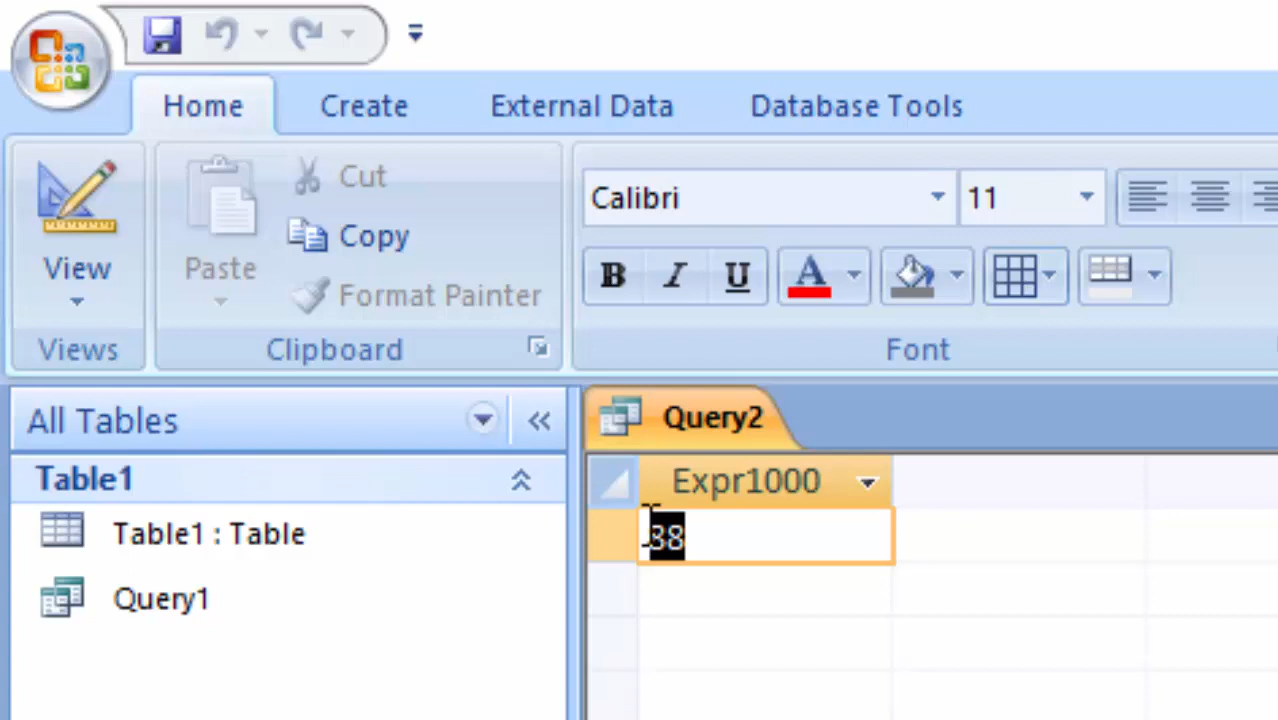 Home Create External Data Database Tools
View
Views
Paste
Cut
Copy
Format Painter
Clipboard
Calibri 11
B I U A
Font
All Tables
Table1
Table1 : Table
Query1
Query2
Expr1000
38